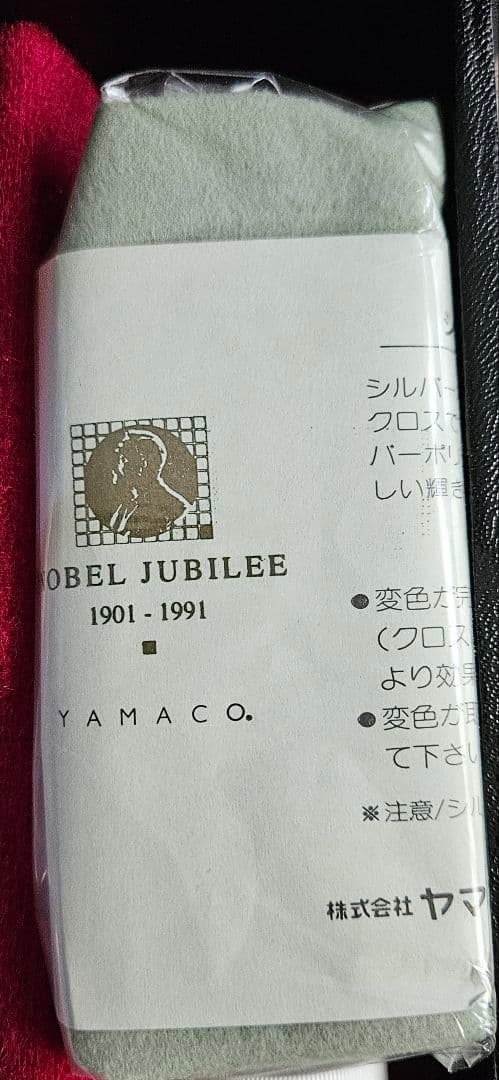 OBEL JUBILEE
1901 - 1991
YAMACO.
シルバー
クロスで
バーポリ
しい輝き
●変色が完
(クロス
より効果
●変色が
て下さい
※注意/シル
株式会社 ヤマ